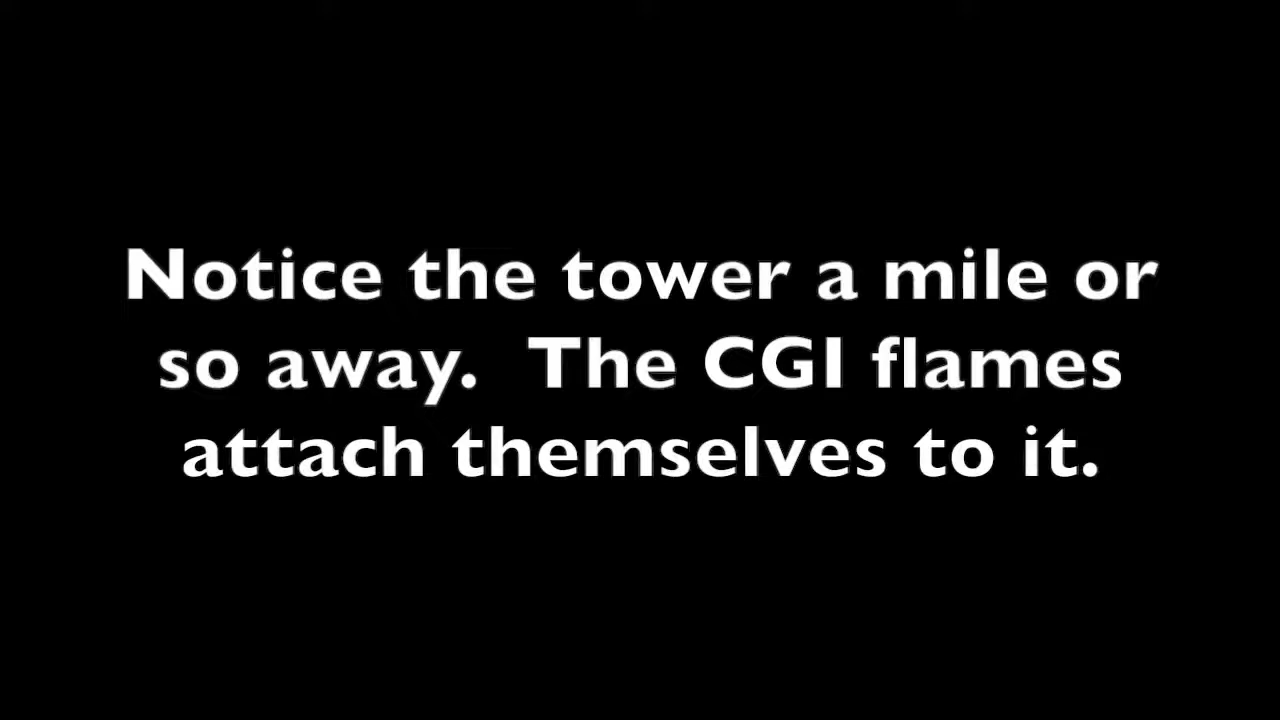 Notice the tower a mile or
so away.  The CGI flames
attach themselves to it.